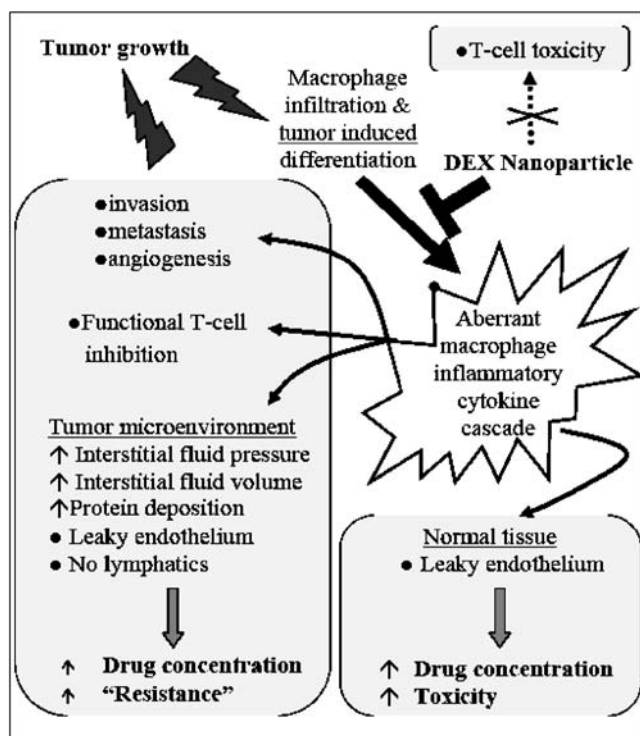 Tumor growth
●T-cell toxicity
Macrophage
infiltration &
tumor induced
differentiation
DEX Nanoparticle
●invasion
●metastasis
●angiogenesis
●Functional T-cell
inhibition
Aberrant
macrophage
inflammatory
cytokine
cascade
Tumor microenvironment
↑ Interstitial fluid pressure
↑ Interstitial fluid volume
↑Protein deposition
● Leaky endothelium
● No lymphatics
↑ Drug concentration
↑ “Resistance”
Normal tissue
● Leaky endothelium
↑ Drug concentration
↑ Toxicity